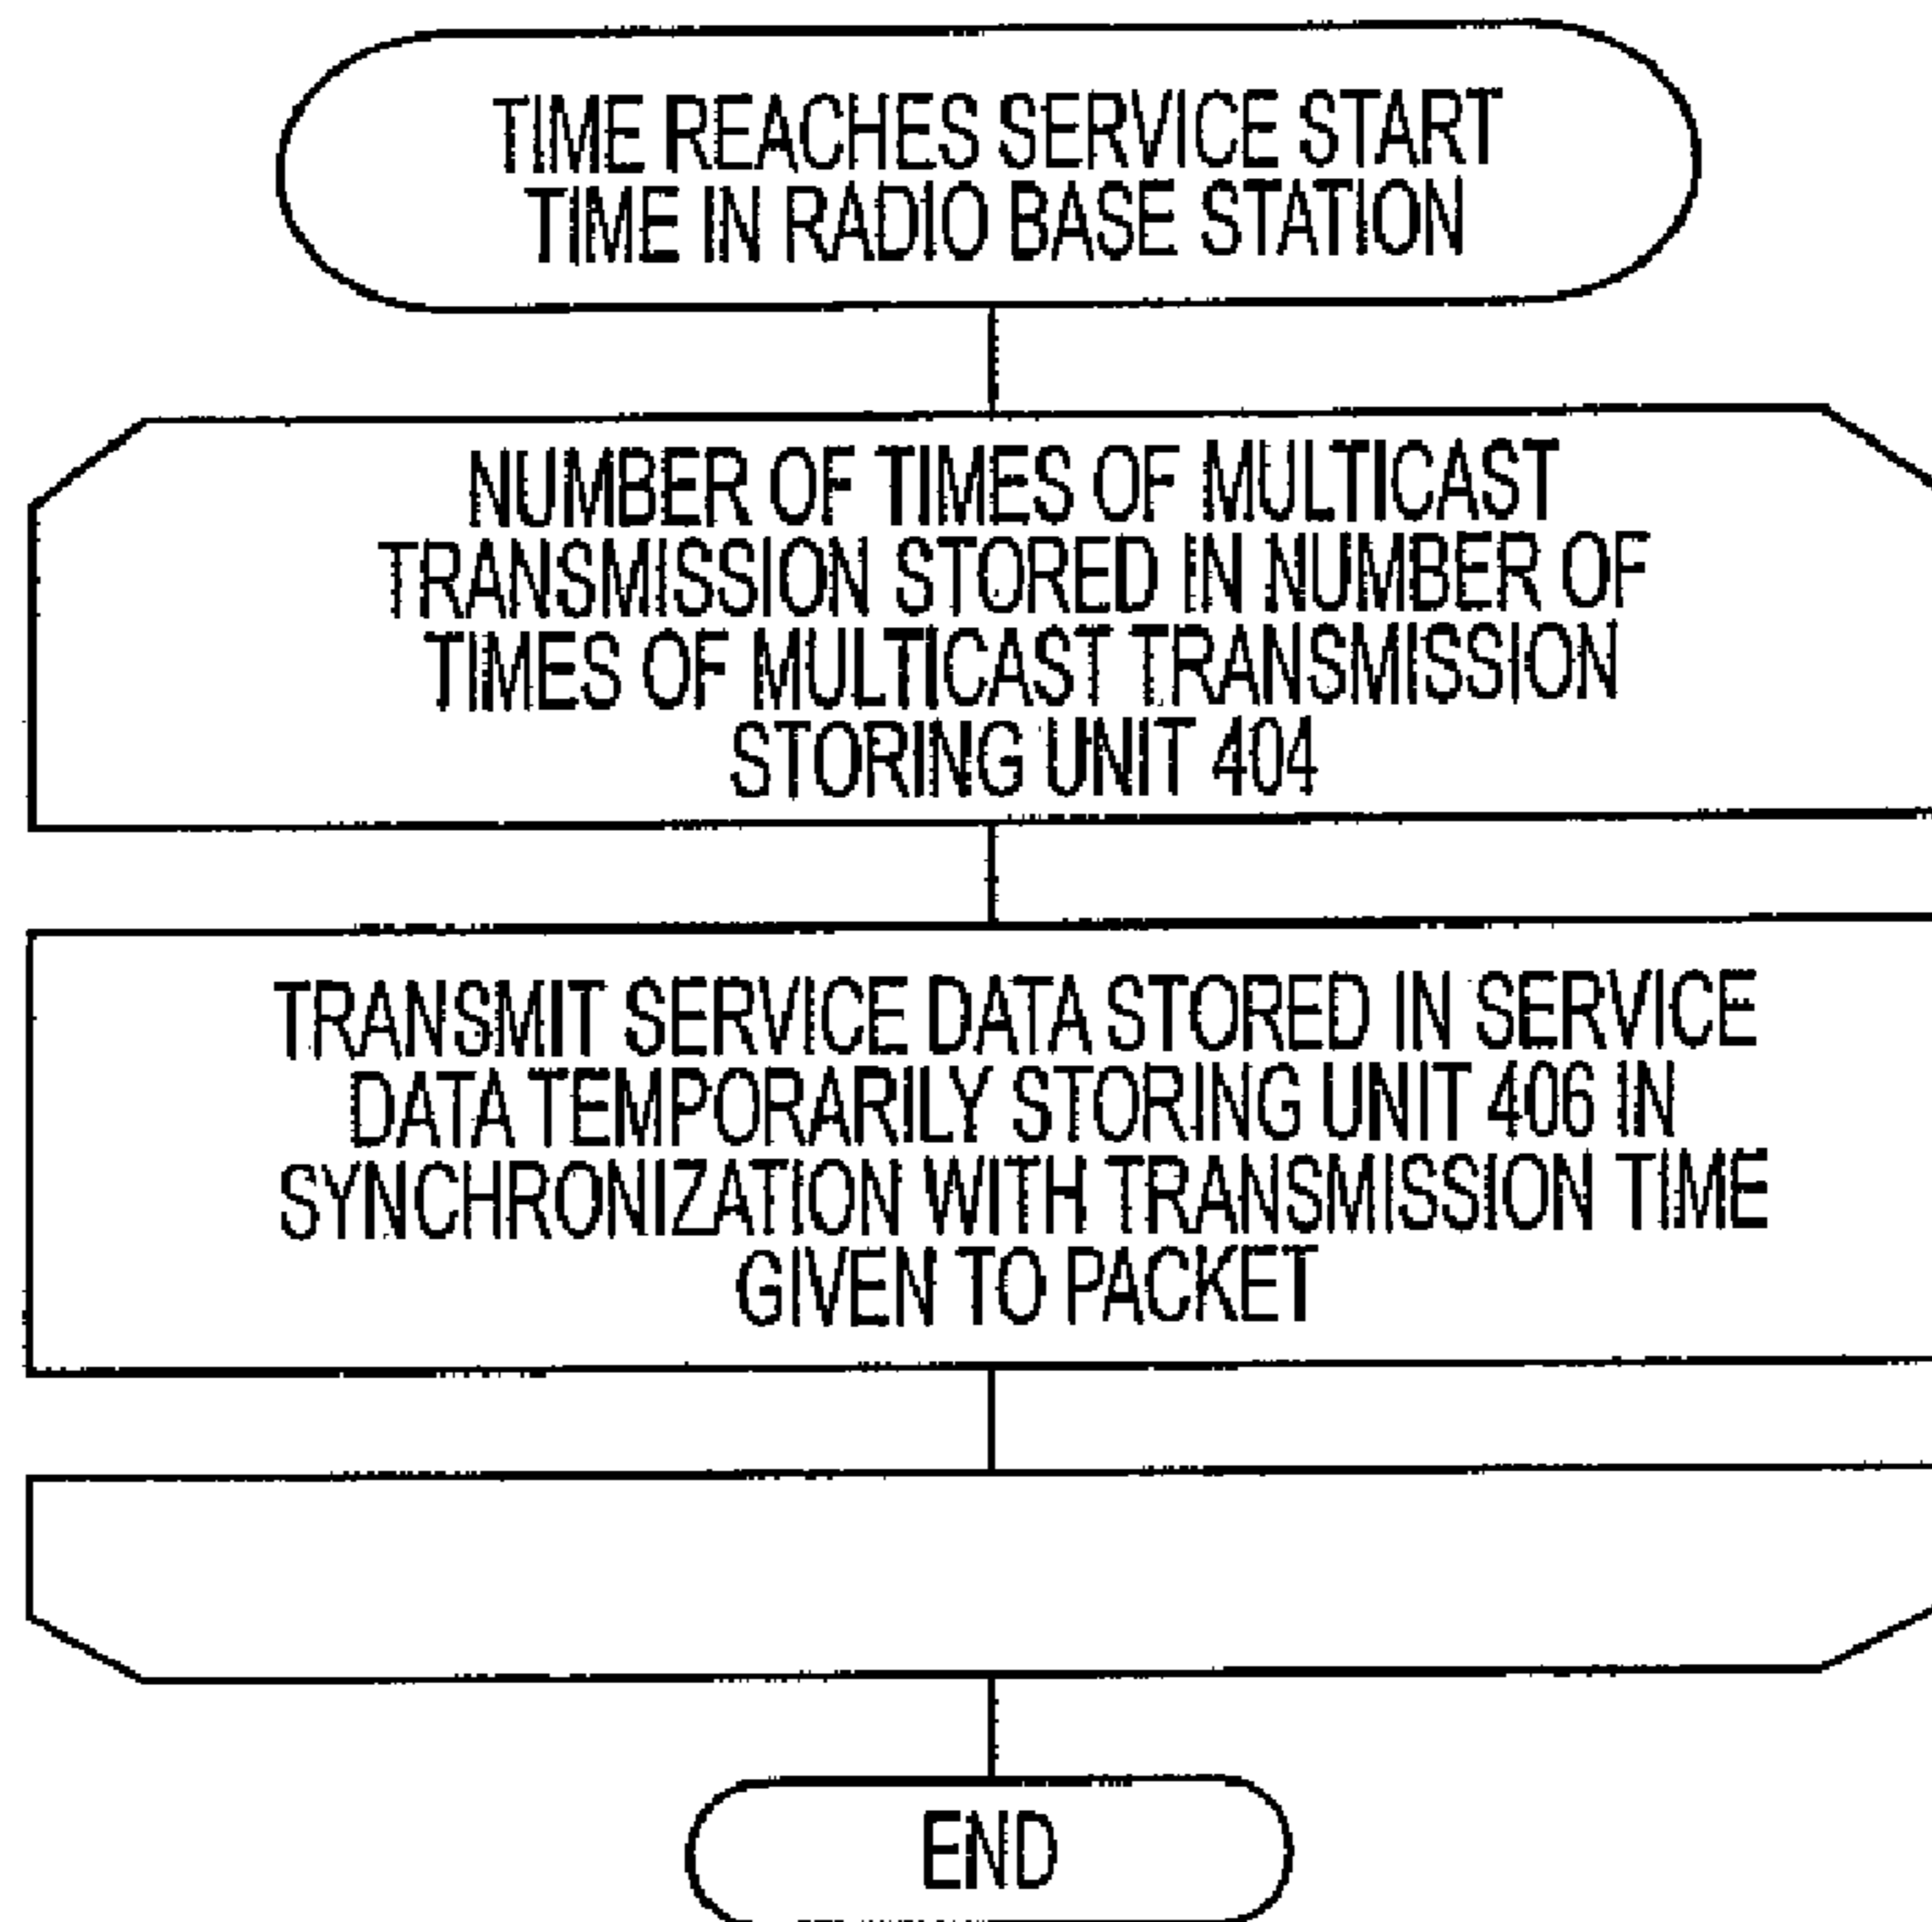 TIME REACHES SERVICE START
TIME IN RADIO BASE STATION
NUMBER OF TIMES OF MULTICAST
TRANSMISSION STORED IN NUMBER OF
TIMES OF MULTICAST TRANSMISSION
STORING UNIT 404
TRANSMIT SERVICE DATA STORED IN SERVICE
DATA TEMPORARILY STORING UNIT 406 IN
SYNCHRONIZATION WITH TRANSMISSION TIME
GIVEN TO PACKET
END